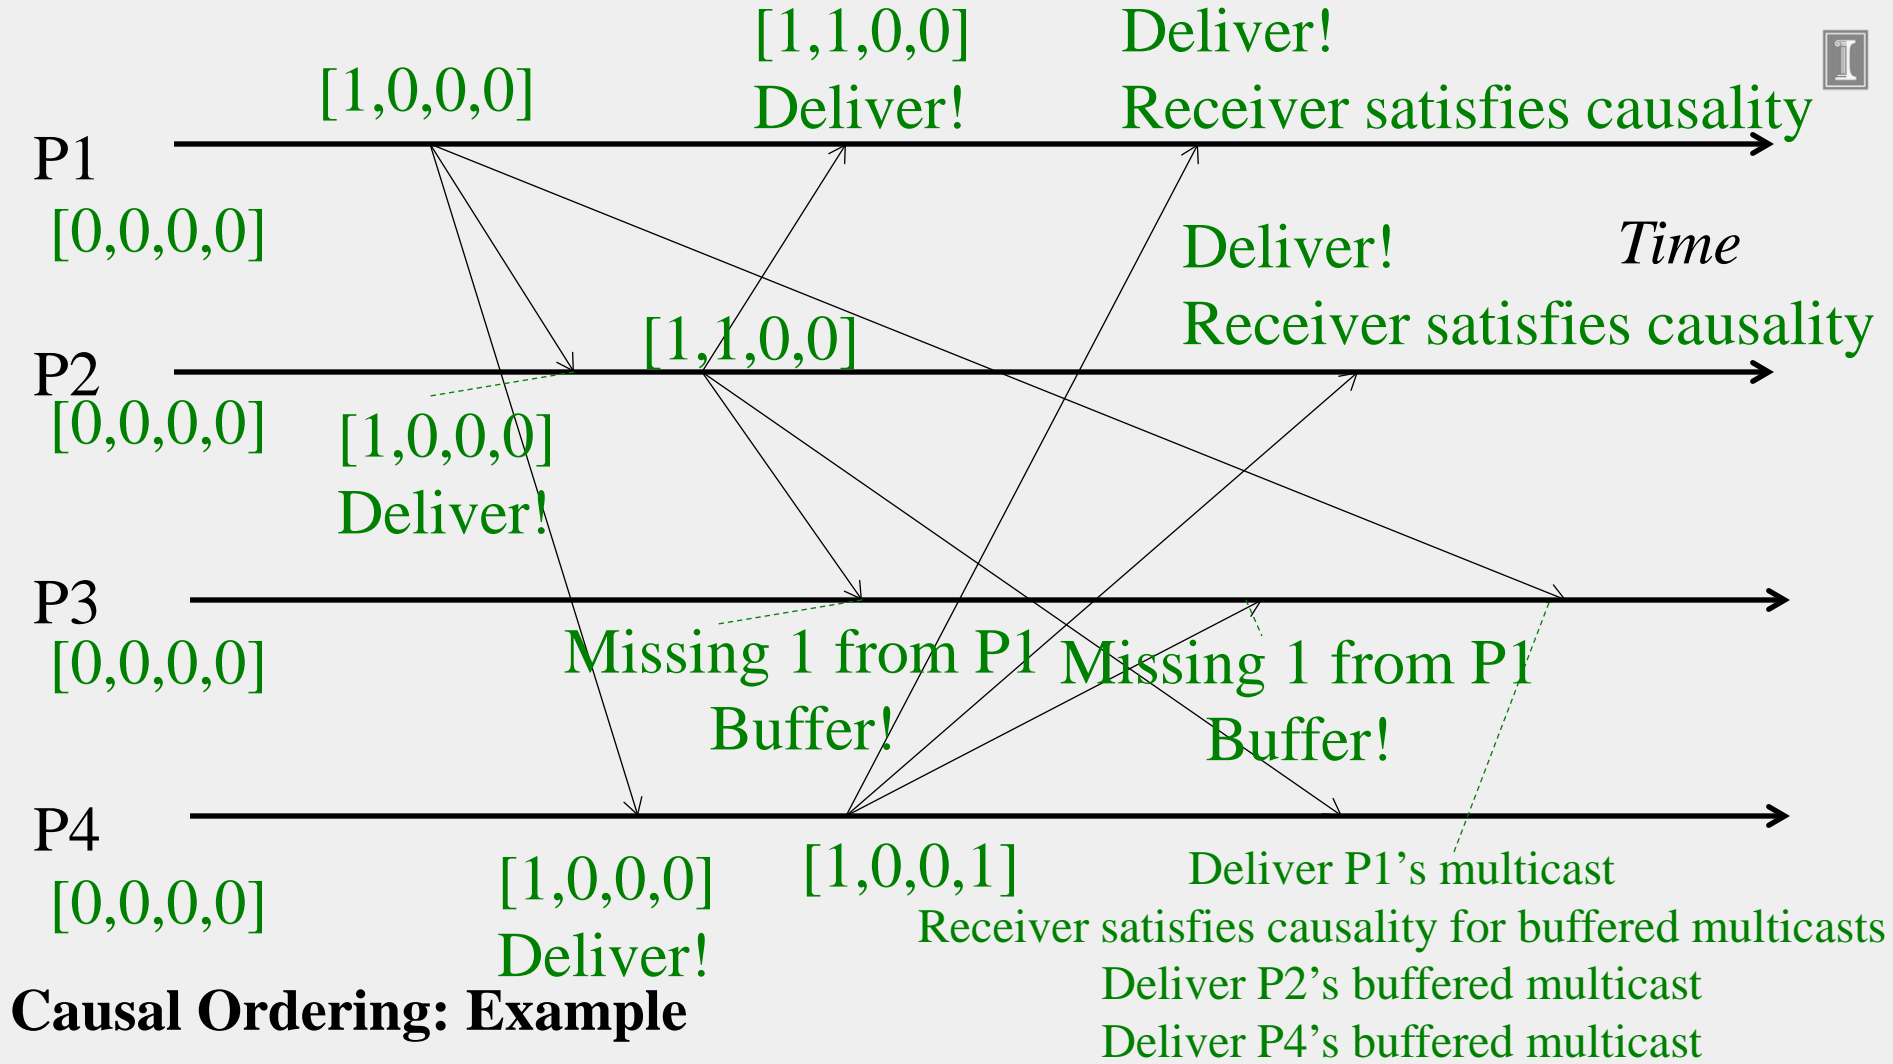 [1,1,0,0]
Deliver!
Deliver!
Receiver satisfies causality
[1,0,0,0]
P1
[0,0,0,0]
Time
Deliver!
Receiver satisfies causality
[1,1,0,0]
P2
[0,0,0,0]
[1,0,0,0]
Deliver!
P3
[0,0,0,0]
Missing 1 from P1
Buffer!
Missing 1 from P1
Buffer!
P4
[0,0,0,0]
[1,0,0,0]
Deliver!
[1,0,0,1]
Deliver P1’s multicast
Receiver satisfies causality for buffered multicasts
Deliver P2’s buffered multicast
Deliver P4’s buffered multicast
Causal Ordering: Example